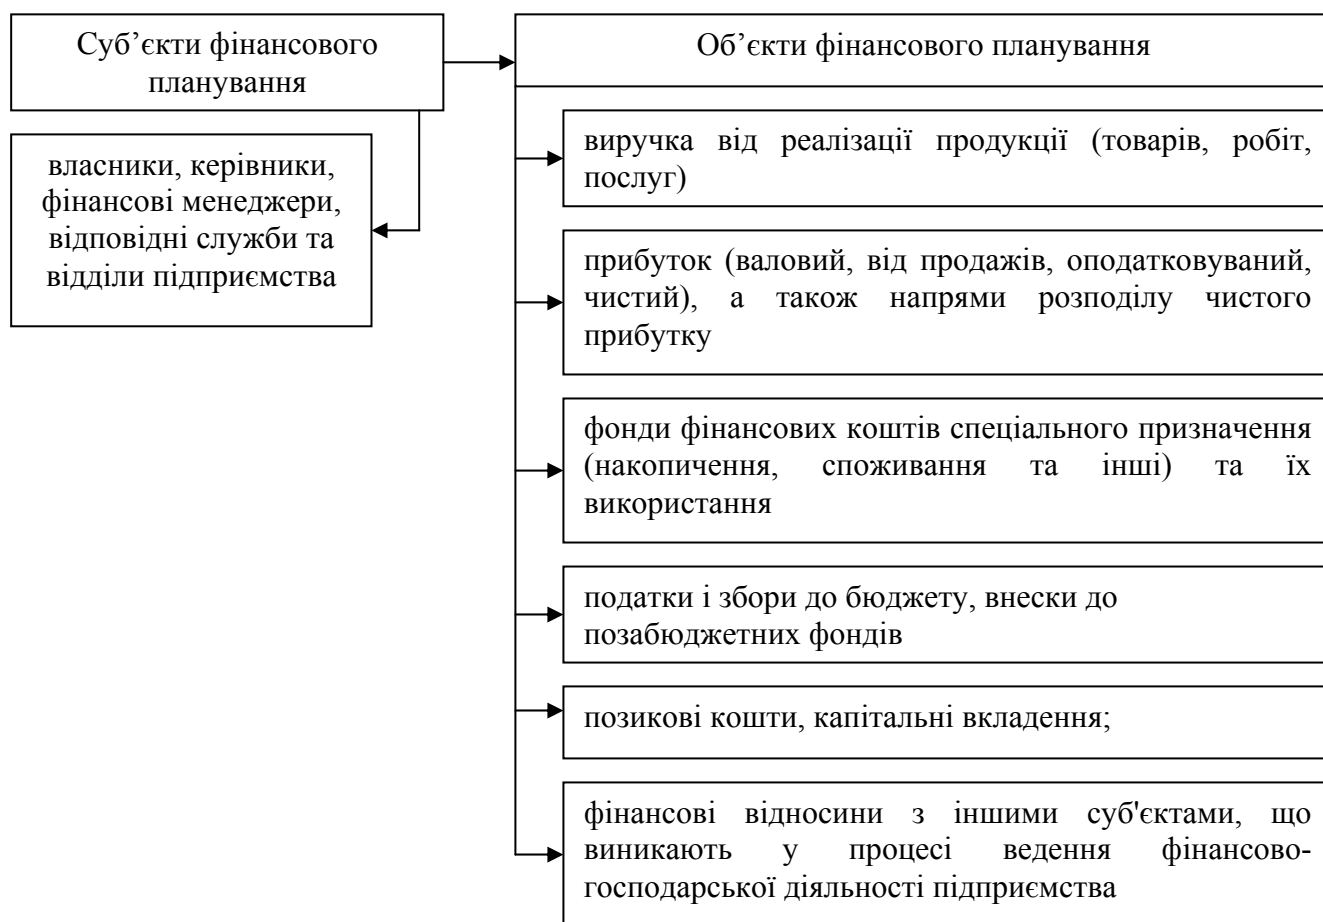 Суб’єкти фінансового
планування
Об’єкти фінансового планування
власники, керівники,
фінансові менеджери,
відповідні служби та
відділи підприємства
виручка від реалізації продукції (товарів, робіт,
послуг)
прибуток (валовий, від продажів, оподатковуваний,
чистий), а також напрями розподілу чистого
прибутку
фонди фінансових коштів спеціального призначення
(накопичення, споживання та інші) та їх
використання
податки і збори до бюджету, внески до
позабюджетних фондів
позикові кошти, капітальні вкладення;
фінансові відносини з іншими суб'єктами, що
виникають у процесі ведення фінансово-
господарської діяльності підприємства